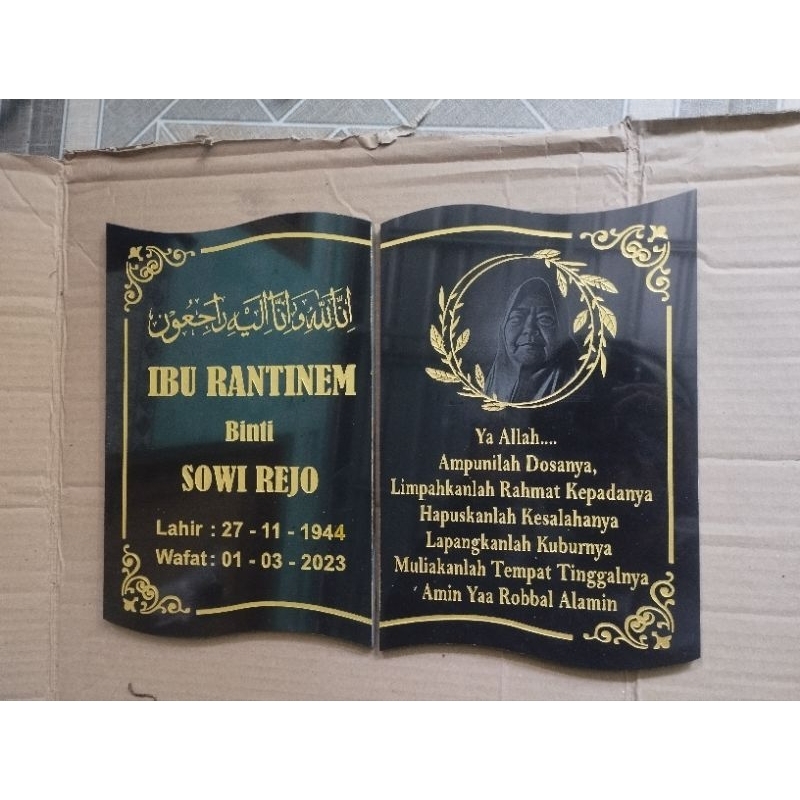 إنا لله وإنا إليه راجعون
IBU RANTINEM
Binti
SOWI REJO
Lahir : 27 - 11 - 1944
Wafat : 01 - 03 - 2023
Ya Allah....
Ampunilah Dosanya,
Limpahkanlah Rahmat Kepadanya
Hapuskanlah Kesalahanya
Lapangkanlah Kuburnya
Muliakanlah Tempat Tinggalnya
Amin Yaa Robbal Alamin